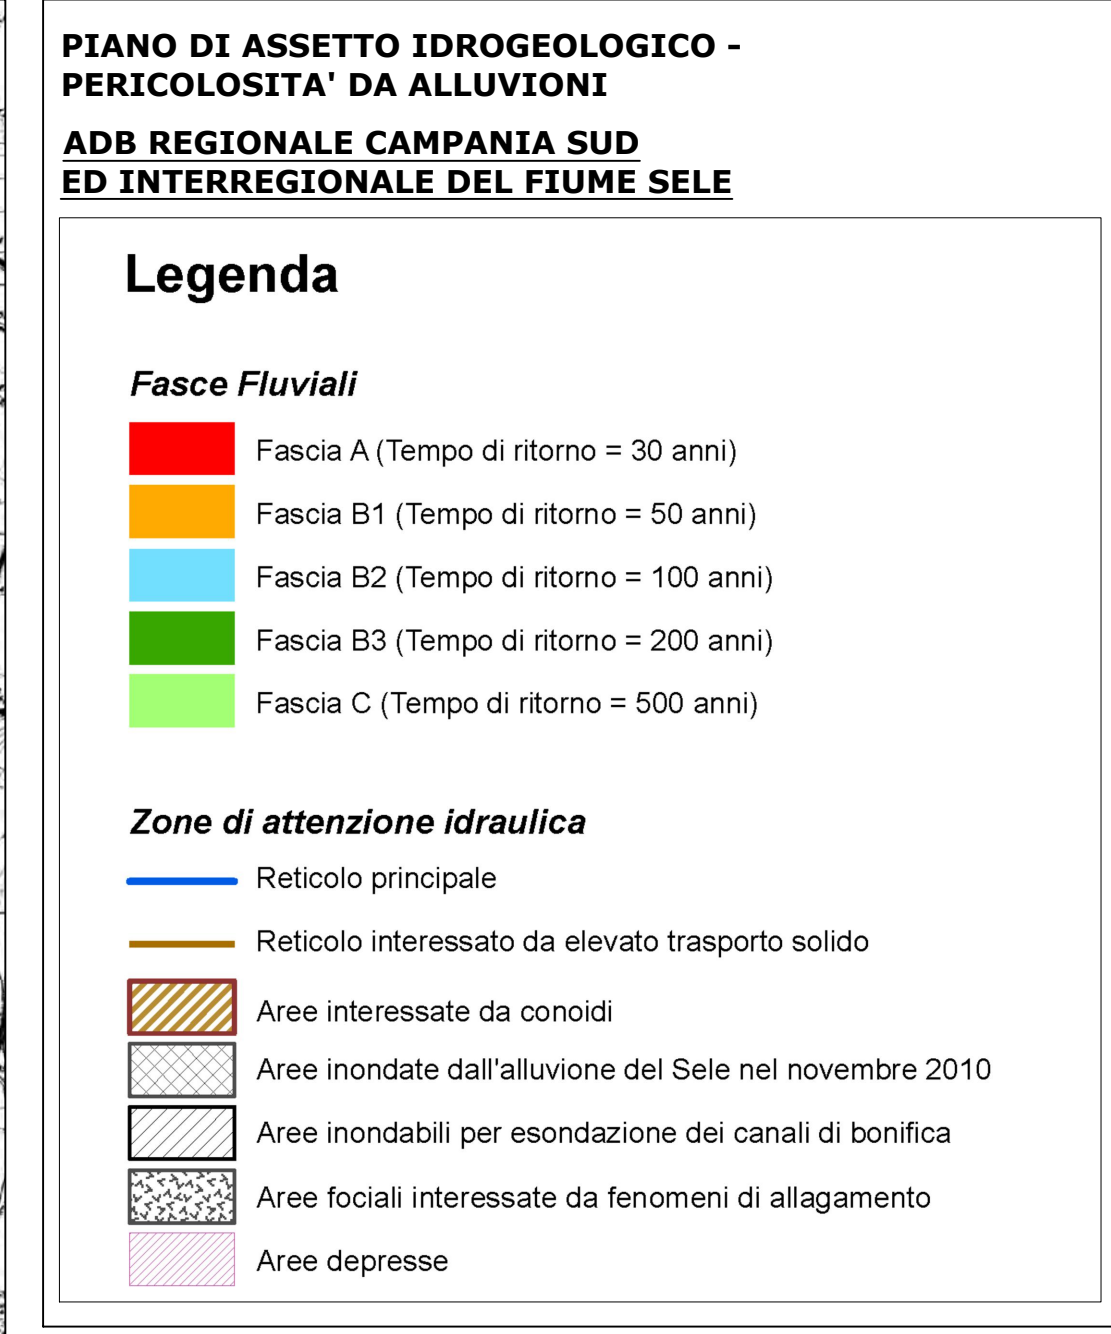 PIANO DI ASSETTO IDROGEOLOGICO -
PERICOLOSITA' DA ALLUVIONI
ADB REGIONALE CAMPANIA SUD
ED INTERREGIONALE DEL FIUME SELE
Legenda
Fasce Fluviali
Fascia A (Tempo di ritorno = 30 anni)
Fascia B1 (Tempo di ritorno = 50 anni)
Fascia B2 (Tempo di ritorno = 100 anni)
Fascia B3 (Tempo di ritorno = 200 anni)
Fascia C (Tempo di ritorno = 500 anni)
Zone di attenzione idraulica
Reticolo principale
Reticolo interessato da elevato trasporto solido
Aree interessate da conoidi
Aree inondate dall'alluvione del Sele nel novembre 2010
Aree inondabili per esondazione dei canali di bonifica
Aree fociali interessate da fenomeni di allagamento
Aree depresse